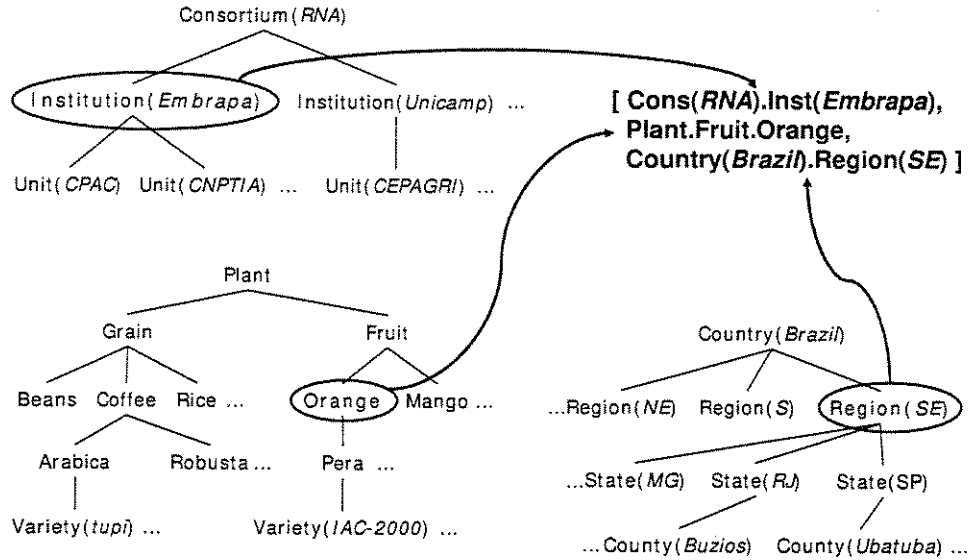 Consortium(RNA)
Institution(Embrapa) Institution(Unicamp) ...
Unit(CPAC) Unit(CNPTIA) ... Unit(CEPAGRI) ...
[ Cons(RNA).Inst(Embrapa),
Plant.Fruit.Orange,
Country(Brazil).Region(SE) ]
Plant
Grain Fruit
Beans Coffee Rice ... Orange Mango ...
Arabica Robusta ... Pera ...
Variety(tupi) ... Variety(IAC-2000) ...
Country(Brazil)
...Region(NE) Region(S) Region(SE)
...State(MG) State(RJ) State(SP)
...County(Buzios) County(Ubatuba) ...